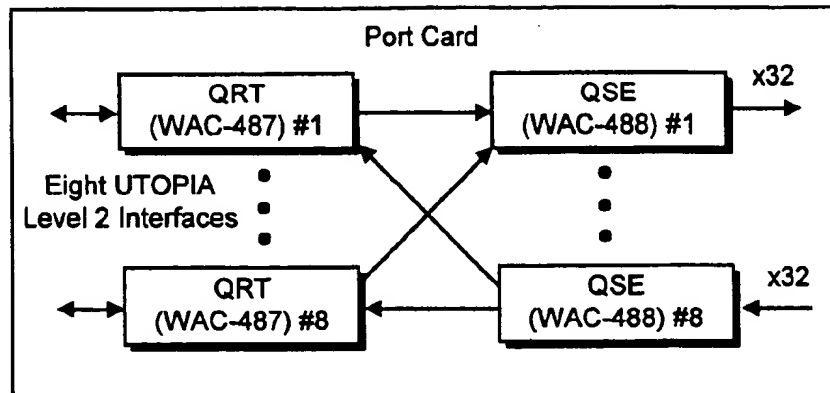 Port Card
QRT
(WAC-487) #1
QSE
(WAC-488) #1
x32
Eight UTOPIA
Level 2 Interfaces
QRT
(WAC-487) #8
QSE
(WAC-488) #8
x32